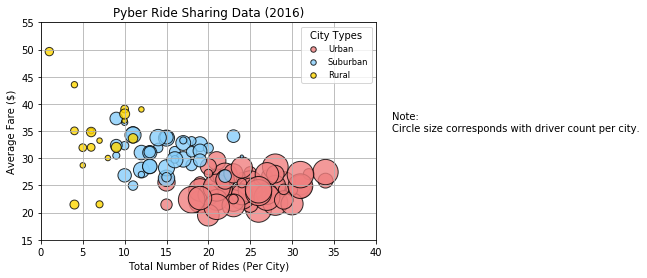 Pyber Ride Sharing Data (2016)
Average Fare ($)
55
50
45
40
35
30
25
20
15
0
5
10
15
20
25
30
35
40
Total Number of Rides (Per City)
City Types
Urban
Suburban
Rural
Note:
Circle size corresponds with driver count per city.